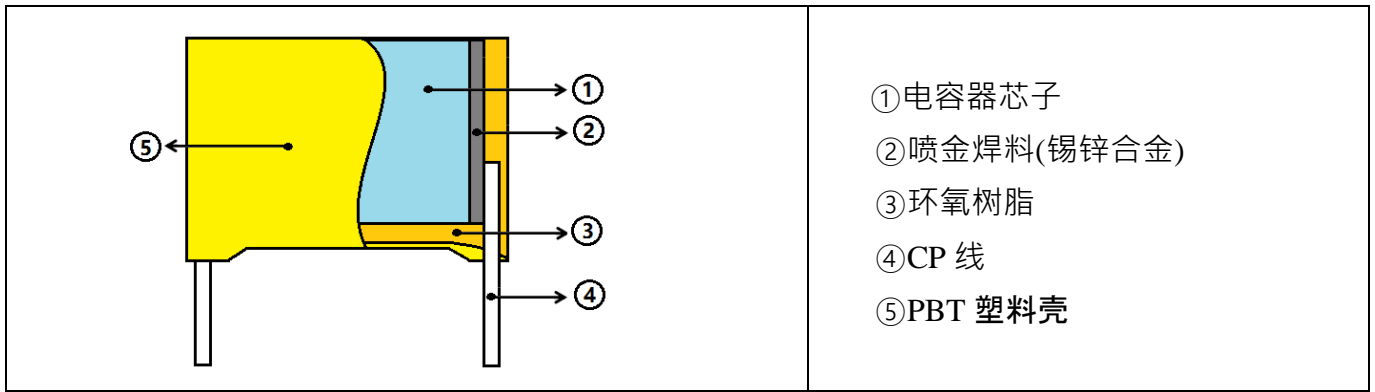 ①
②
⑤
③
④
①电容器芯子
②喷金焊料(锡锌合金)
③环氧树脂
④CP 线
⑤PBT 塑料壳